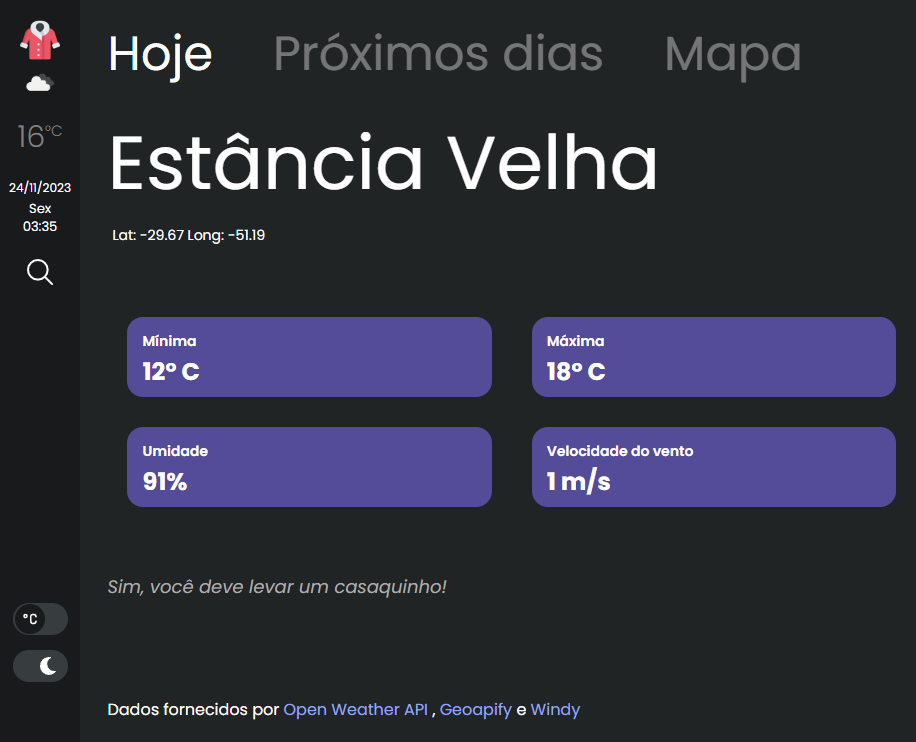 16°C
24/11/2023
Sex
03:35
°C
Hoje Próximos dias Mapa
Estância Velha
Lat: -29.67 Long: -51.19
Mínima
12° C
Máxima
18° C
Umidade
91%
Velocidade do vento
1 m/s
Sim, você deve levar um casaquinho!
Dados fornecidos por Open Weather API , Geoapify e Windy